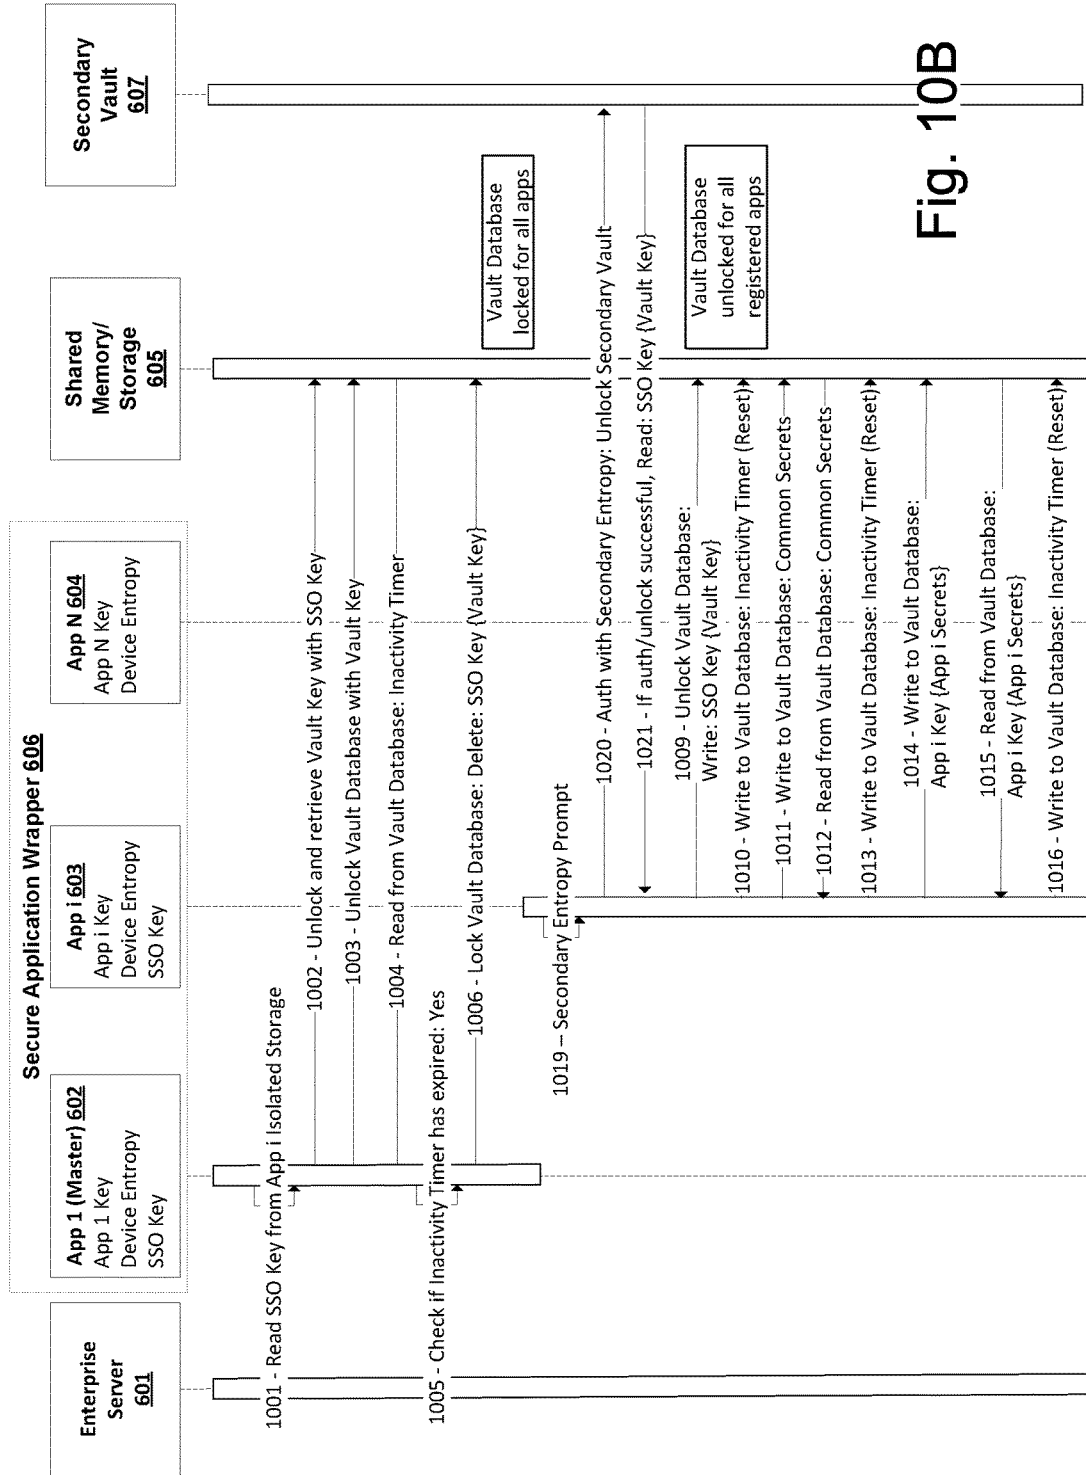 Secure Application Wrapper 606
Enterprise
Server
601
App 1 (Master) 602
App 1 Key
Device Entropy
SSO Key
App i 603
App i Key
Device Entropy
SSO Key
App N 604
App N Key
Device Entropy
Shared
Memory/
Storage
605
Secondary
Vault
607
1001 - Read SSO Key from App i Isolated Storage
1002 - Unlock and retrieve Vault Key with SSO Key
1003 - Unlock Vault Database with Vault Key
1004 - Read from Vault Database: Inactivity Timer
1005 - Check if Inactivity Timer has expired: Yes
1006 - Lock Vault Database: Delete: SSO Key {Vault Key}
Vault Database
locked for all apps
1019 – Secondary Entropy Prompt
1020 - Auth with Secondary Entropy: Unlock Secondary Vault
1021 - If auth/unlock successful, Read: SSO Key {Vault Key}
1009 - Unlock Vault Database:
Write: SSO Key {Vault Key}
Vault Database
unlocked for all
registered apps
1010 - Write to Vault Database: Inactivity Timer (Reset)
1011 - Write to Vault Database: Common Secrets
1012 - Read from Vault Database: Common Secrets
1013 - Write to Vault Database: Inactivity Timer (Reset)
1014 - Write to Vault Database:
App i Key {App i Secrets}
1015 - Read from Vault Database:
App i Key {App i Secrets}
1016 - Write to Vault Database: Inactivity Timer (Reset)
Fig. 10B